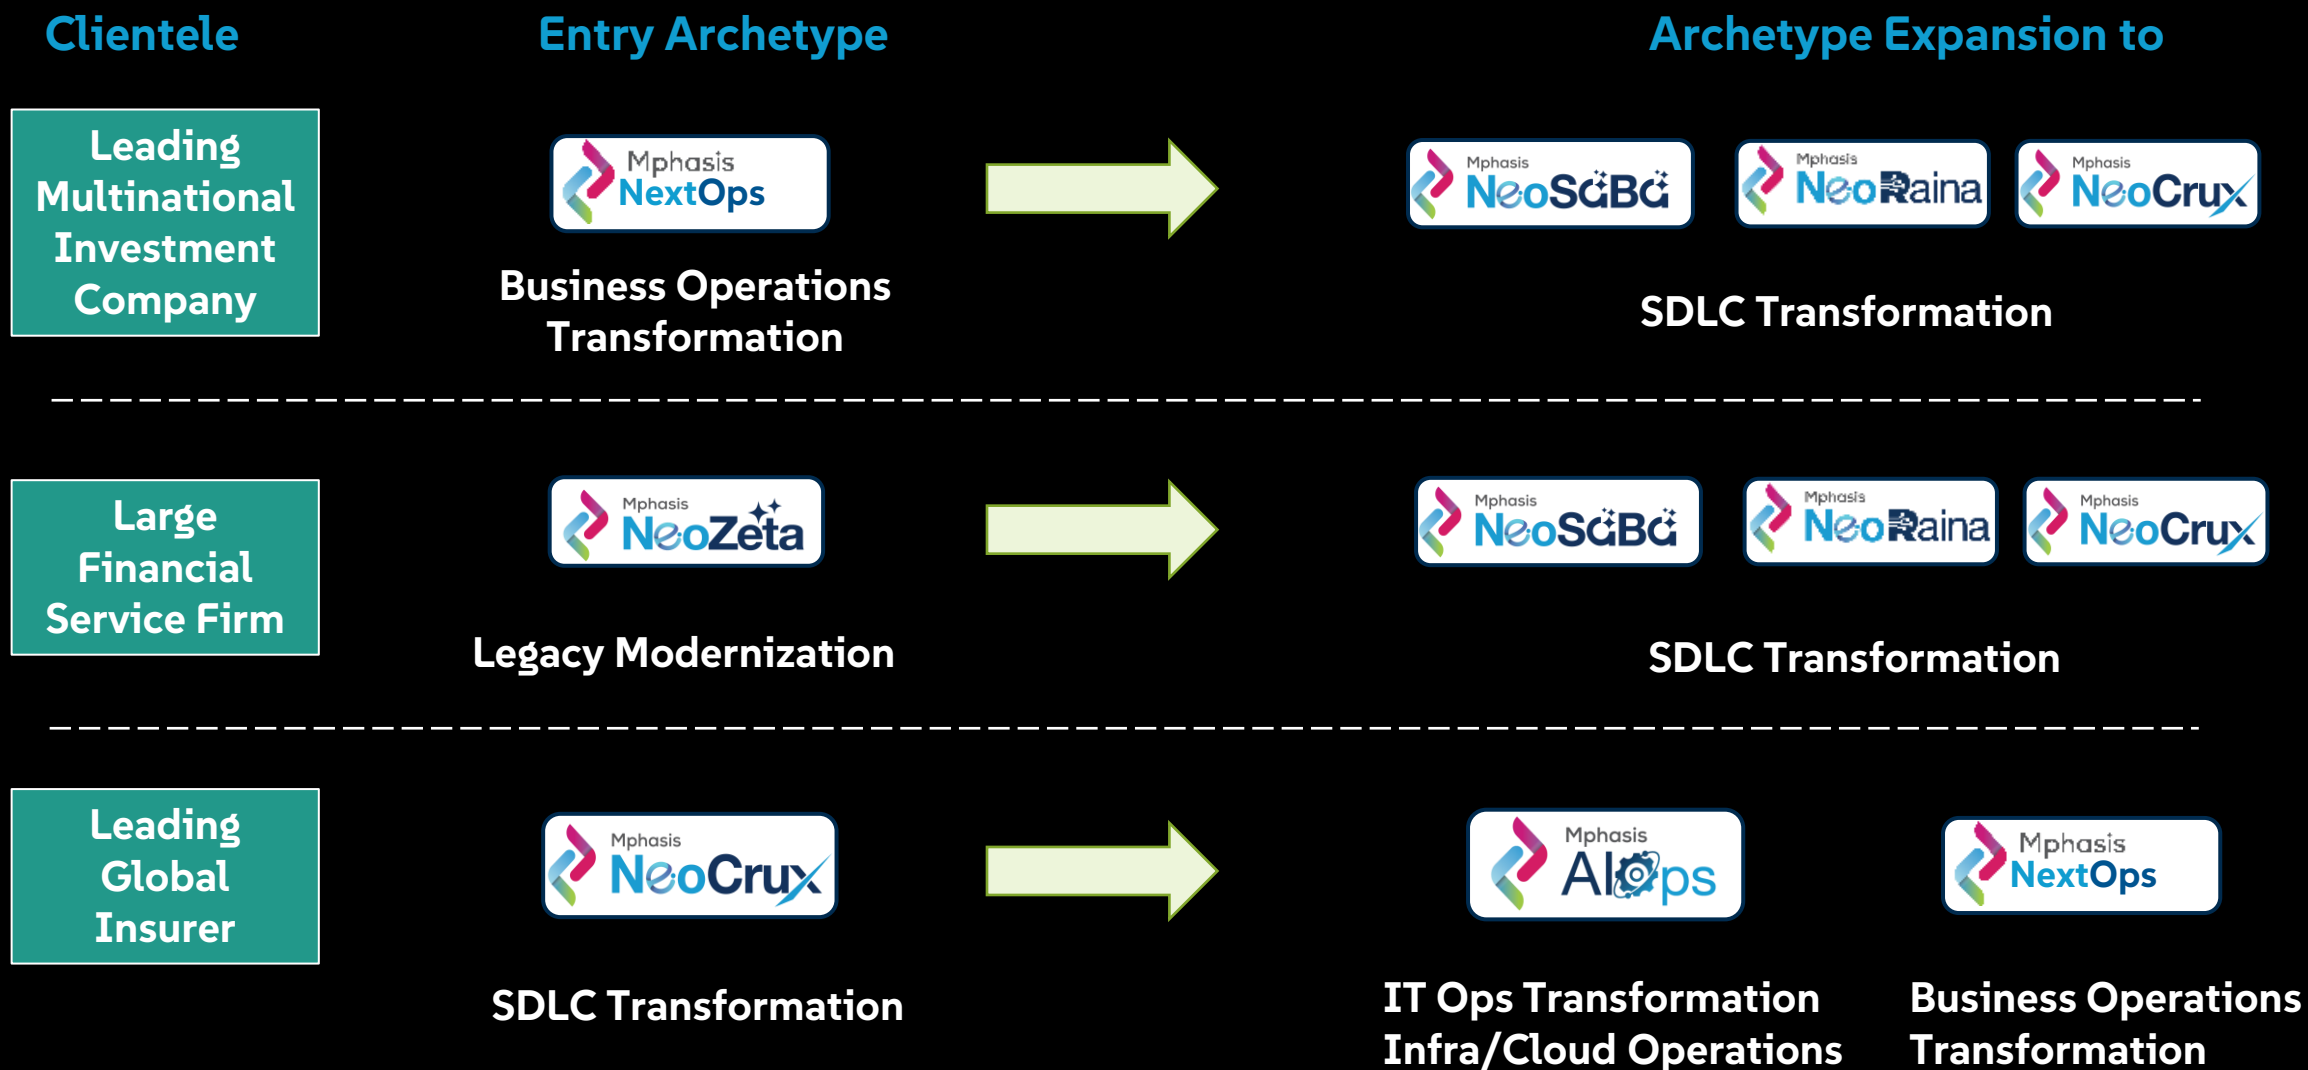 Clientele
Entry Archetype
Archetype Expansion to
Leading
Multinational
Investment
Company
Mphasis
NextOps
Business Operations
Transformation
Mphasis
NeoSaBa
Mphasis
NeoRaina
Mphasis
NeoCrux
SDLC Transformation
Large
Financial
Service Firm
Mphasis
NeoZeta
Legacy Modernization
Mphasis
NeoSaBa
Mphasis
NeoRaina
Mphasis
NeoCrux
SDLC Transformation
Leading
Global
Insurer
Mphasis
NeoCrux
SDLC Transformation
Mphasis
AIOps
IT Ops Transformation
Infra/Cloud Operations
Mphasis
NextOps
Business Operations
Transformation